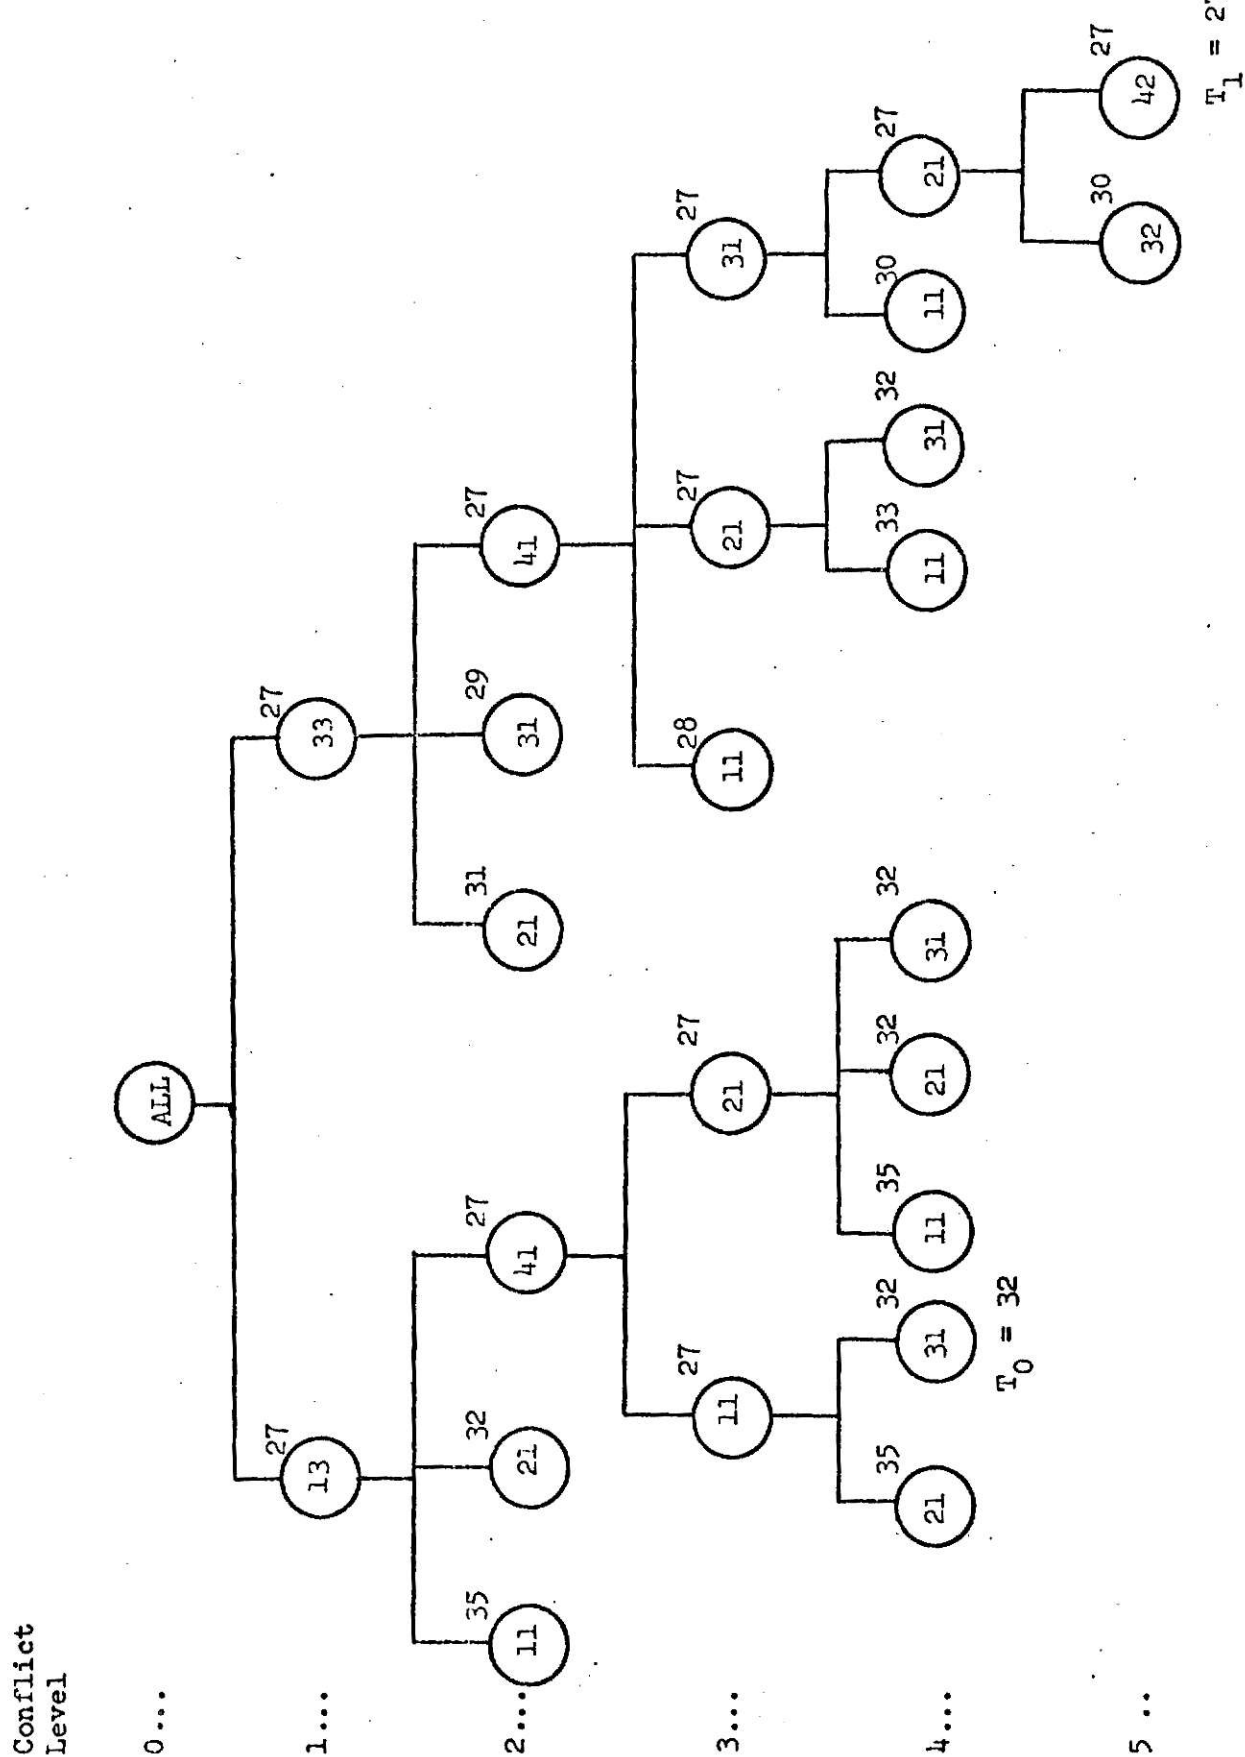 Conflict
Level
0... ALL
27 27
1... 13 33
35 32 27 31 29 27
2... 11 21 41 21 31 41
27 27 28 27 27
3... 11 21 11 21 31
35 32 35 32 32 33 32 30 27
4... 21 31 11 21 31 11 31 11 21
T₀ = 32
30 27
5 .. 32 42
T₁ = 27